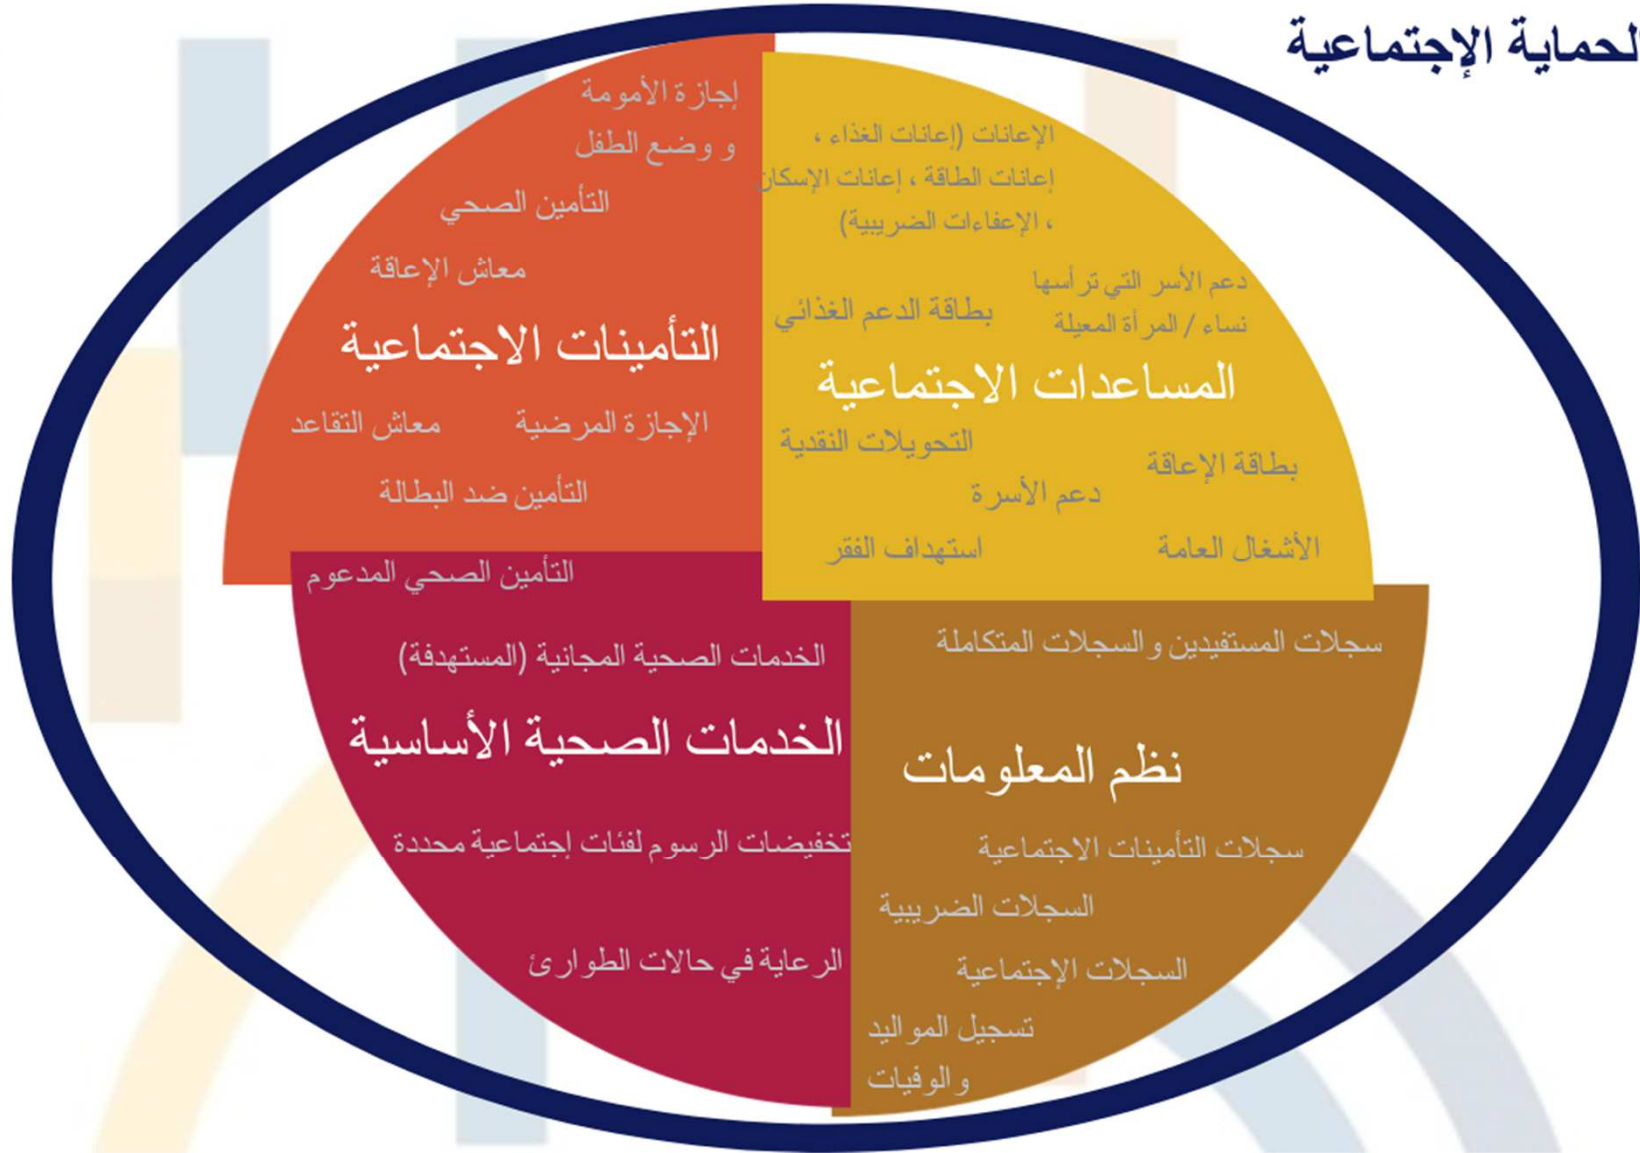 الحماية الإجتماعية
الإعانات (إعانات الغذاء ،
إعانات الطاقة ، إعانات الإسكان
، الإعفاءات الضريبية)
دعم الأسر التي ترأسها
نساء / المرأة المعيلة
بطاقة الدعم الغذائي
المساعدات الاجتماعية
التحويلات النقدية
بطاقة الإعاقة
دعم الأسرة
الأشغال العامة
استهداف الفقر
إجازة الأمومة
و وضع الطفل
التأمين الصحي
معاش الإعاقة
التأمينات الاجتماعية
الإجازة المرضية
معاش التقاعد
التأمين ضد البطالة
سجلات المستفيدين و السجلات المتكاملة
نظم المعلومات
سجلات التأمينات الاجتماعية
السجلات الضريبية
السجلات الإجتماعية
تسجيل المواليد
و الوفيات
التأمين الصحي المدعوم
الخدمات الصحية المجانية (المستهدفة)
الخدمات الصحية الأساسية
تخفيضات الرسوم لفئات إجتماعية محددة
الرعاية في حالات الطوارئ